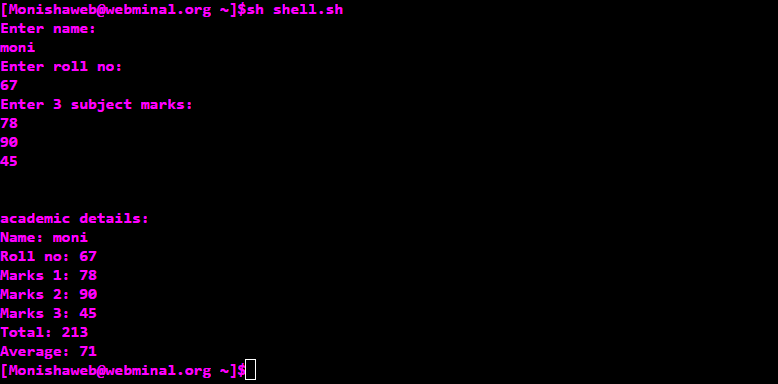 [Monishaweb@webminal.org ~]$sh shell.sh
Enter name:
moni
Enter roll no:
67
Enter 3 subject marks:
78
90
45
academic details:
Name: moni
Roll no: 67
Marks 1: 78
Marks 2: 90
Marks 3: 45
Total: 213
Average: 71
[Monishaweb@webminal.org ~]$